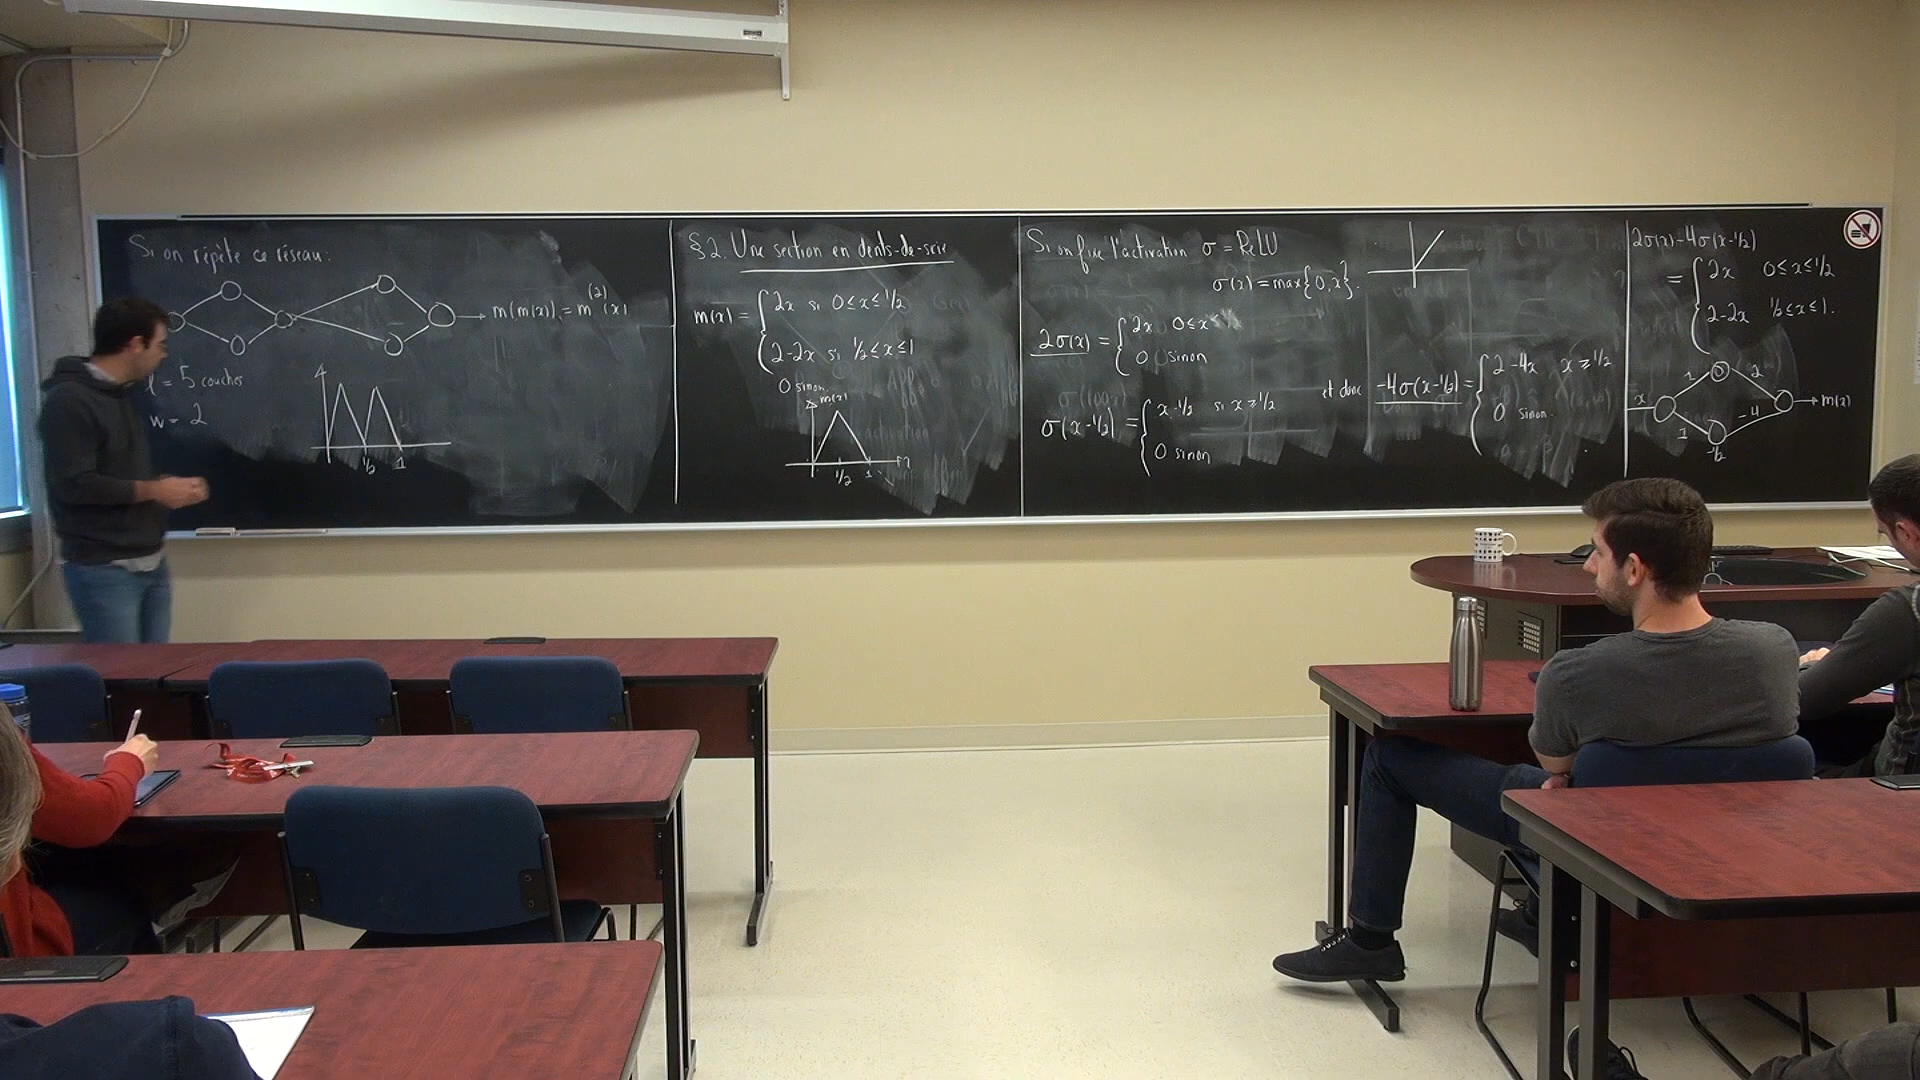 Si on répète ce réseau:
m(m(x)) = m^(2)(x)
l = 5 couches
w = 2
1/2 1
§2. Une section en dents-de-scie
m(x) = { 2x si 0≤x≤1/2
2-2x si 1/2≤x≤1
0 sinon.
m(x)
1/2 1
Si on fixe l'activation σ = ReLU
σ(x) = max{0,x}.
2σ(x) = { 2x, 0≤x
0 sinon
σ(x-1/2) = { x-1/2 si x≥1/2
0 sinon
et donc -4σ(x-1/2) = { 2-4x, x≥1/2
0 sinon.
2σ(x)-4σ(x-1/2)
= { 2x 0≤x≤1/2
2-2x 1/2≤x≤1.
1 0 2
x → m(x)
1 -4
-1/2